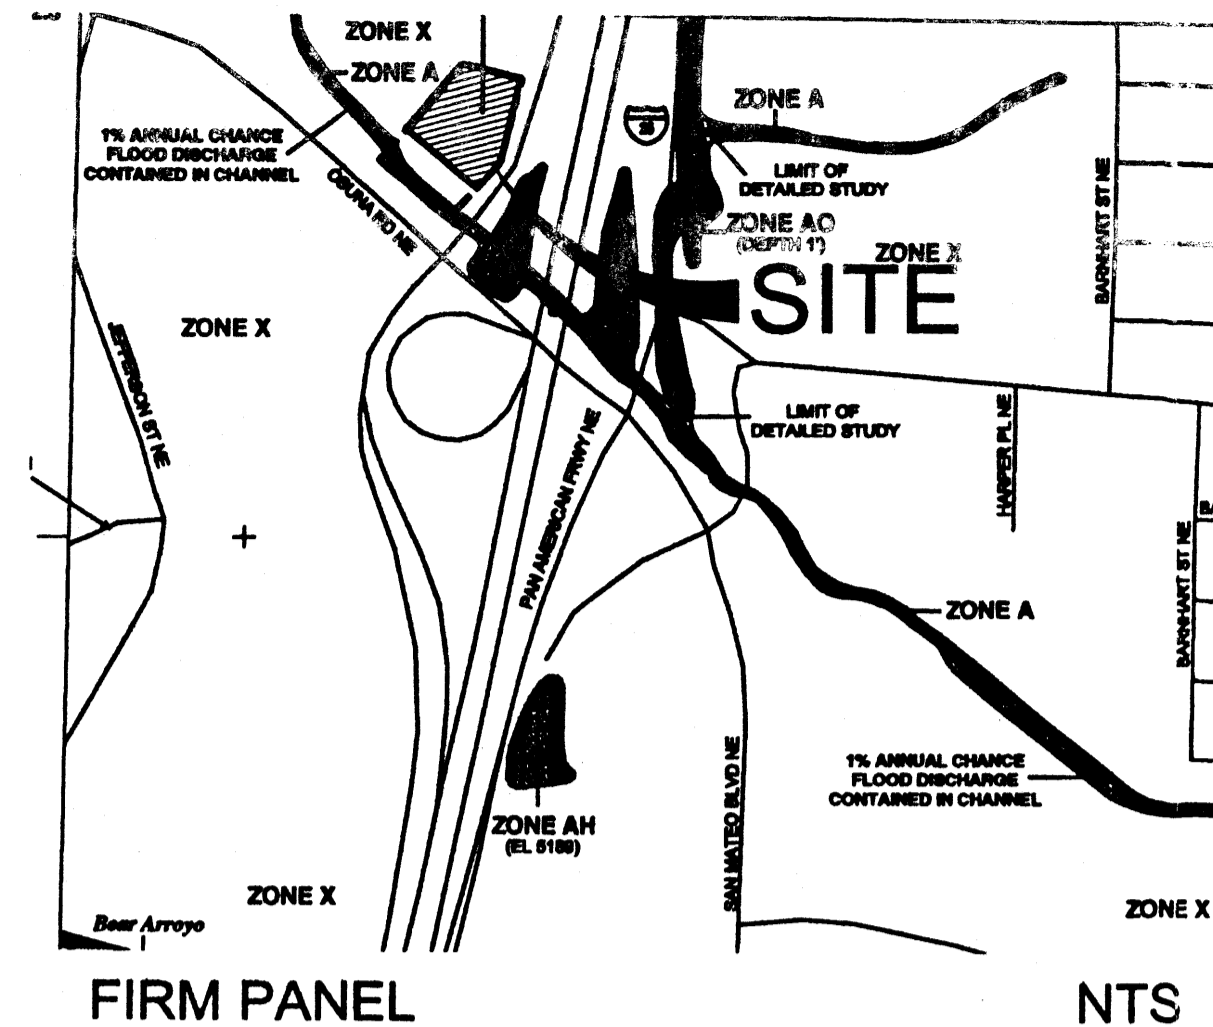 ZONE X
ZONE A
1% ANNUAL CHANCE
FLOOD DISCHARGE
CONTAINED IN CHANNEL
OSUNA RD NE
25
ZONE A
LIMIT OF
DETAILED STUDY
ZONE AO
(DEPTH 1')
ZONE X
SITE
BARNHART ST NE
ZONE X
JEFFERSON ST NE
LIMIT OF
DETAILED STUDY
HARPER PL NE
PAN AMERICAN FRWY NE
BARNHART ST NE
ZONE A
1% ANNUAL CHANCE
FLOOD DISCHARGE
CONTAINED IN CHANNEL
SAN MATEO BLVD NE
ZONE AH
(EL 5189)
ZONE X
ZONE X
Bear Arroyo
FIRM PANEL
NTS